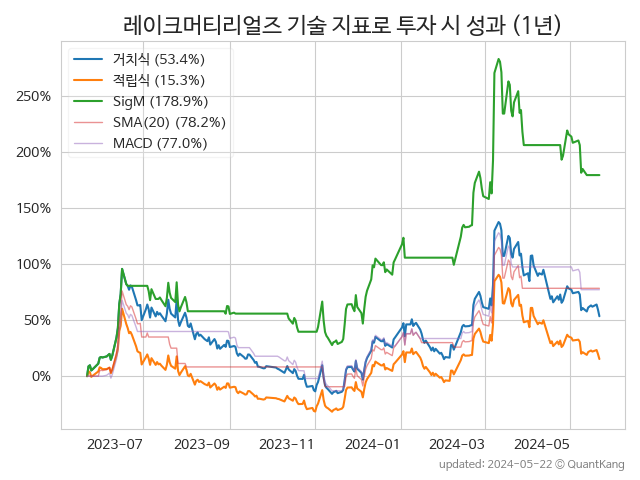 레이크머티리얼즈 기술 지표로 투자 시 성과 (1년)
거치식 (53.4%)
적립식 (15.3%)
SigM (178.9%)
SMA(20) (78.2%)
MACD (77.0%)
250%
200%
150%
100%
50%
0%
2023-07
2023-09
2023-11
2024-01
2024-03
2024-05
updated: 2024-05-22 © QuantKang